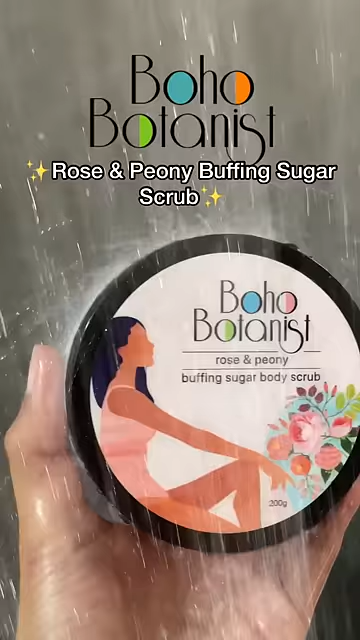 Boho
Botanist
✨Rose & Peony Buffing Sugar
Scrub✨
Boho
Botanist
rose & peony
buffing sugar body scrub
200g